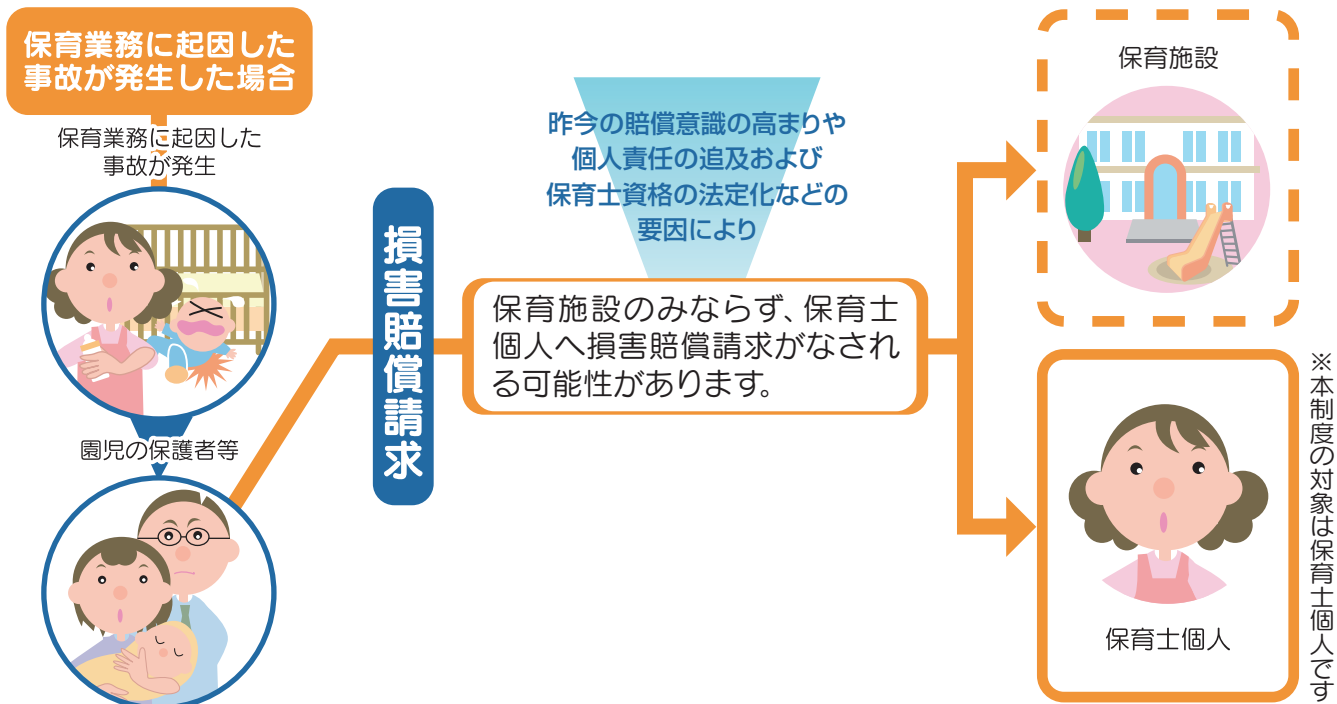 保育業務に起因した
事故が発生した場合
保育業務に起因した
事故が発生
園児の保護者等
損害賠償請求
昨今の賠償意識の高まりや
個人責任の追及および
保育士資格の法定化などの
要因により
保育施設のみならず、保育士
個人へ損害賠償請求がなされ
る可能性があります。
保育施設
保育士個人
※本制度の対象は保育士個人です